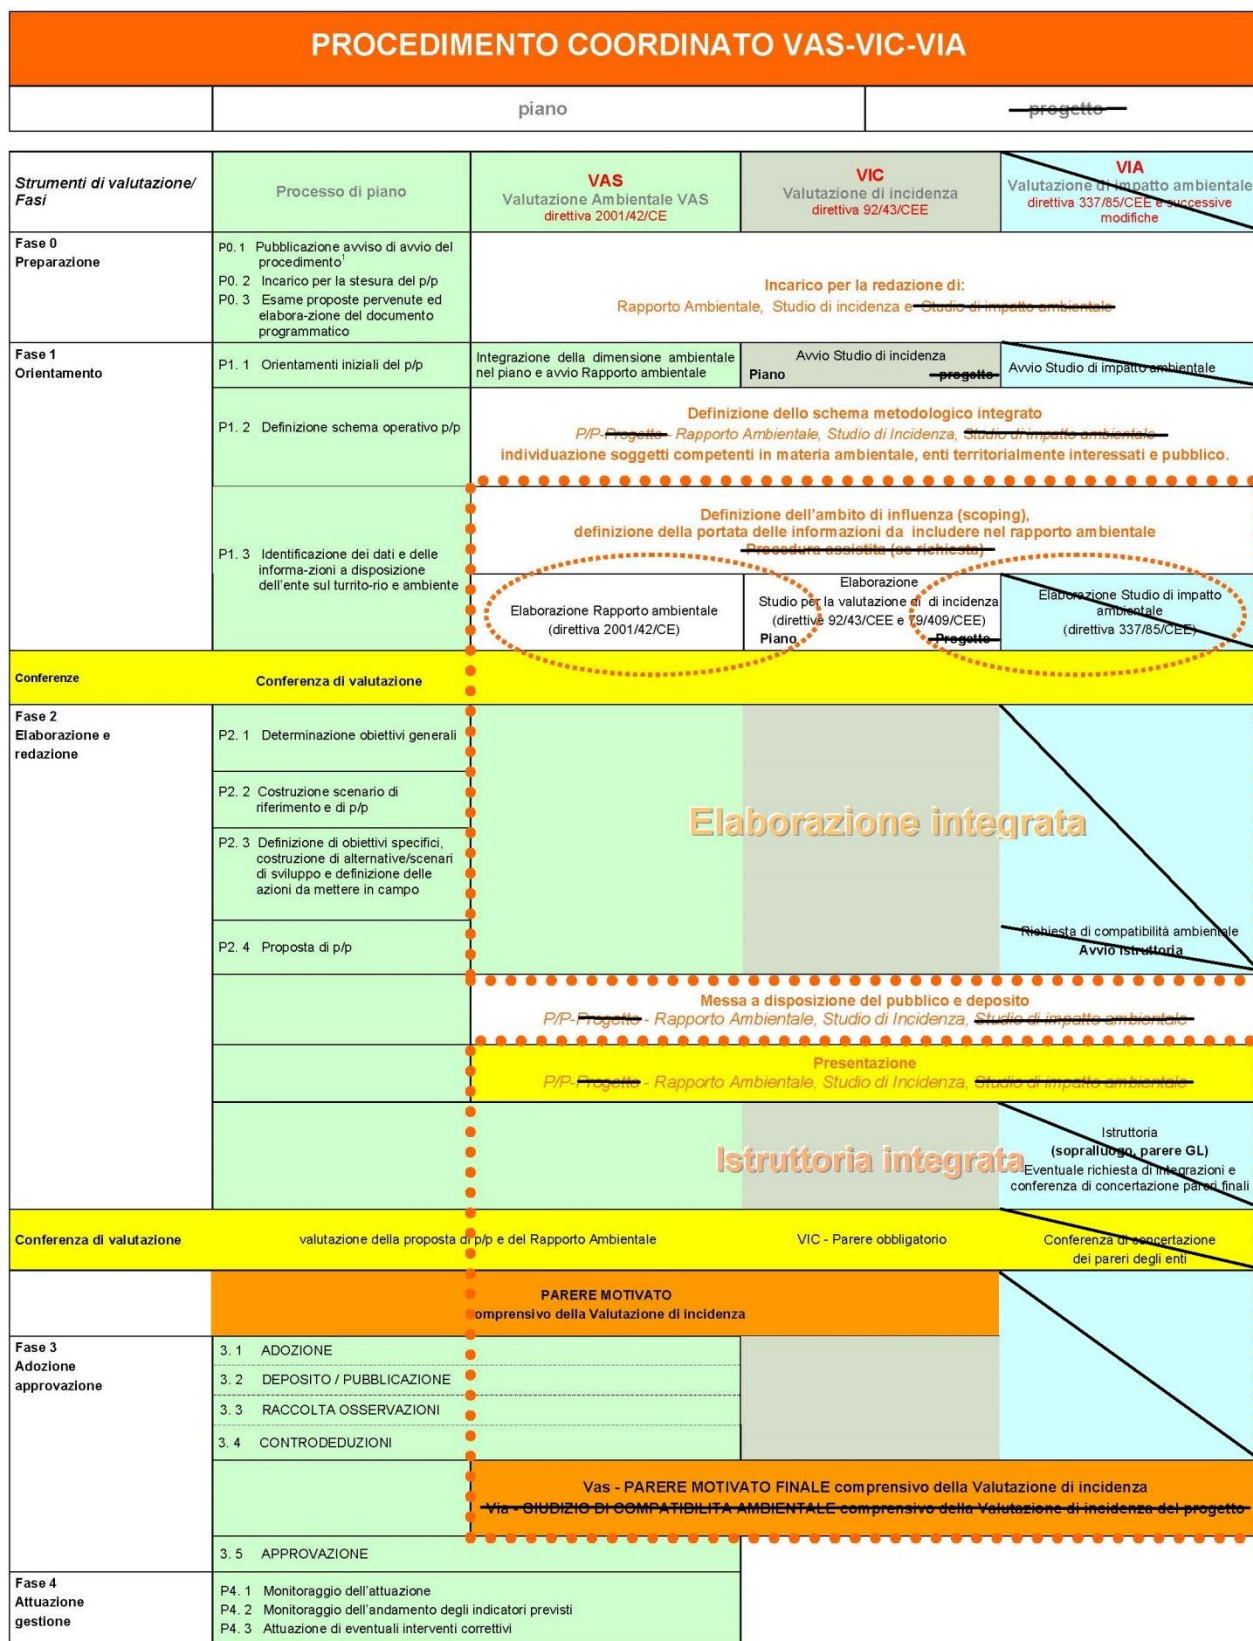 PROCEDIMENTO COORDINATO VAS-VIC-VIA
piano
progetto
Strumenti di valutazione/
Fasi
Processo di piano
VAS
Valutazione Ambientale VAS
direttiva 2001/42/CE
VIC
Valutazione di incidenza
direttiva 92/43/CEE
VIA
Valutazione di impatto ambientale
direttiva 337/85/CEE e successive
modifiche
Fase 0
Preparazione
P0. 1 Pubblicazione avviso di avvio del
procedimento¹
P0. 2 Incarico per la stesura del p/p
P0. 3 Esame proposte pervenute ed
elabora-zione del documento
programmatico
Incarico per la redazione di:
Rapporto Ambientale, Studio di incidenza e Studio di impatto ambientale
Fase 1
Orientamento
P1. 1 Orientamenti iniziali del p/p
Integrazione della dimensione ambientale
nel piano e avvio Rapporto ambientale
Avvio Studio di incidenza
Piano progetto
Avvio Studio di impatto ambientale
P1. 2 Definizione schema operativo p/p
Definizione dello schema metodologico integrato
P/P-Progetto - Rapporto Ambientale, Studio di Incidenza, Studio di impatto ambientale
individuazione soggetti competenti in materia ambientale, enti territorialmente interessati e pubblico.
P1. 3 Identificazione dei dati e delle
informa-zioni a disposizione
dell'ente sul turrito-rio e ambiente
Definizione dell'ambito di influenza (scoping),
definizione della portata delle informazioni da includere nel rapporto ambientale
Procedura assistita (se richiesta)
Elaborazione Rapporto ambientale
(direttiva 2001/42/CE)
Elaborazione
Studio per la valutazione di di incidenza
(direttive 92/43/CEE e 79/409/CEE)
Piano Progetto
Elaborazione Studio di impatto
ambientale
(direttiva 337/85/CEE)
Conferenze
Conferenza di valutazione
Fase 2
Elaborazione e
redazione
P2. 1 Determinazione obiettivi generali
P2. 2 Costruzione scenario di
riferimento e di p/p
P2. 3 Definizione di obiettivi specifici,
costruzione di alternative/scenari
di sviluppo e definizione delle
azioni da mettere in campo
P2. 4 Proposta di p/p
Elaborazione integrata
Richiesta di compatibilità ambientale
Avvio Istruttoria
Messa a disposizione del pubblico e deposito
P/P-Progetto - Rapporto Ambientale, Studio di Incidenza, Studio di impatto ambientale
Presentazione
P/P-Progetto - Rapporto Ambientale, Studio di Incidenza, Studio di impatto ambientale
Istruttoria integrata
Istruttoria
(sopralluogo, parere GL)
Eventuale richiesta di integrazioni e
conferenza di concertazione pareri finali
Conferenza di valutazione
valutazione della proposta di p/p e del Rapporto Ambientale
VIC - Parere obbligatorio
Conferenza di concertazione
dei pareri degli enti
PARERE MOTIVATO
comprensivo della Valutazione di incidenza
Fase 3
Adozione
approvazione
3. 1 ADOZIONE
3. 2 DEPOSITO / PUBBLICAZIONE
3. 3 RACCOLTA OSSERVAZIONI
3. 4 CONTRODEDUZIONI
Vas - PARERE MOTIVATO FINALE comprensivo della Valutazione di incidenza
Via - GIUDIZIO DI COMPATIBILITÀ AMBIENTALE comprensivo della Valutazione di incidenza del progetto
3. 5 APPROVAZIONE
Fase 4
Attuazione
gestione
P4. 1 Monitoraggio dell'attuazione
P4. 2 Monitoraggio dell'andamento degli indicatori previsti
P4. 3 Attuazione di eventuali interventi correttivi